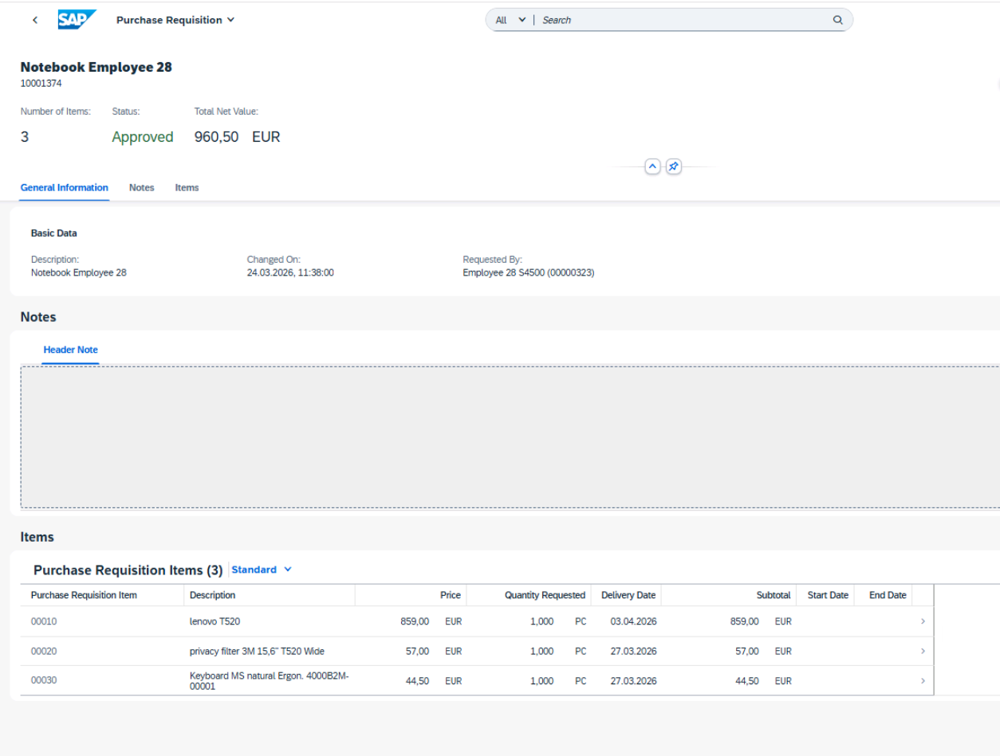 SAP Purchase Requisition All Search
Notebook Employee 28
10001374
Number of Items: Status: Total Net Value:
3 Approved 960,50 EUR
General Information Notes Items
Basic Data
Description: Changed On: Requested By:
Notebook Employee 28 24.03.2026, 11:38:00 Employee 28 S4500 (00000323)
Notes
Header Note
Items
Purchase Requisition Items (3) Standard
Purchase Requisition Item Description Price Quantity Requested Delivery Date Subtotal Start Date End Date
00010 lenovo T520 859,00 EUR 1,000 PC 03.04.2026 859,00 EUR
00020 privacy filter 3M 15,6" T520 Wide 57,00 EUR 1,000 PC 27.03.2026 57,00 EUR
00030 Keyboard MS natural Ergon. 4000B2M- 44,50 EUR 1,000 PC 27.03.2026 44,50 EUR
00001